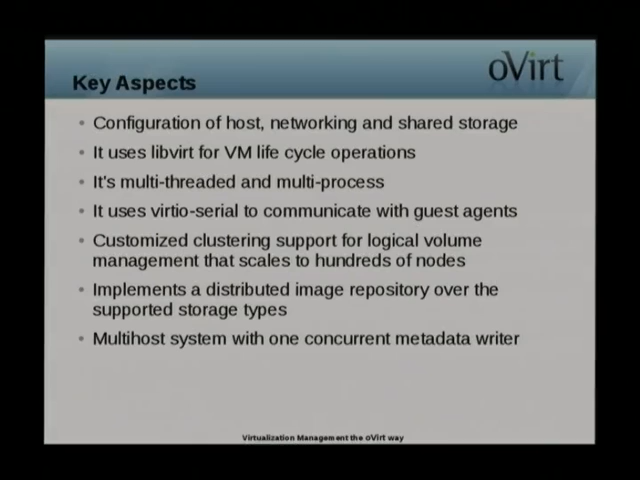 oVirt
Key Aspects
• Configuration of host, networking and shared storage
• It uses libvirt for VM life cycle operations
• It's multi-threaded and multi-process
• It uses virtio-serial to communicate with guest agents
• Customized clustering support for logical volume
management that scales to hundreds of nodes
• Implements a distributed image repository over the
supported storage types
• Multihost system with one concurrent metadata writer
Virtualization Management the oVirt way